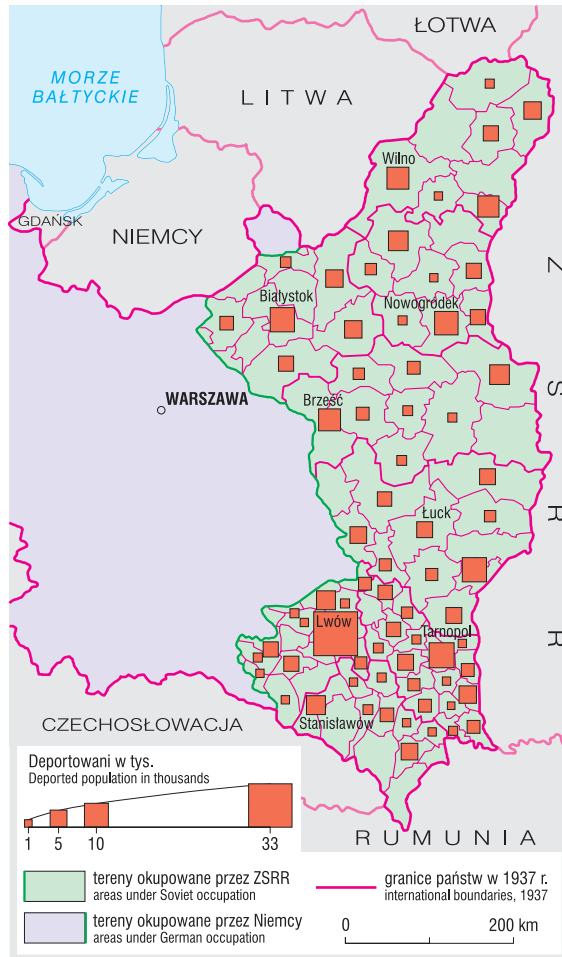 ŁOTWA
MORZE
BAŁTYCKIE
LITWA
Wilno
GDAŃSK
NIEMCY
Białystok
Nowogródek
WARSZAWA
Brześć
Łuck
Lwów
Tarnopol
Stanisławów
ZSRR
CZECHOSŁOWACJA
RUMUNIA
Deportowani w tys.
Deported population in thousands
1 5 10 33
tereny okupowane przez ZSRR
areas under Soviet occupation
tereny okupowane przez Niemcy
areas under German occupation
granice państw w 1937 r.
international boundaries, 1937
0 200 km